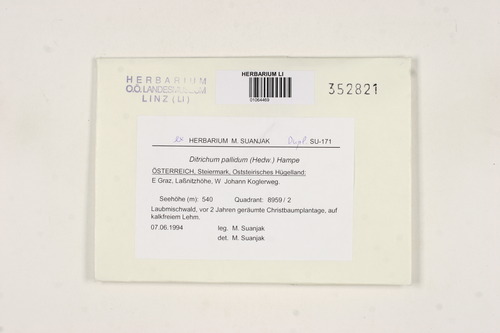 HERBARIUM
O.Ö. LANDESMUSEUM
LINZ (LI)
HERBARIUM LI
01064469
352821
ex HERBARIUM M. SUANJAK Dupl. SU-171
Ditrichum pallidum (Hedw.) Hampe
ÖSTERREICH, Steiermark, Oststeirisches Hügelland:
E Graz, Laßnitzhöhe, W Johann Koglerweg.
Seehöhe (m): 540 Quadrant: 8959 / 2
Laubmischwald, vor 2 Jahren geräumte Christbaumplantage, auf
kalkfreiem Lehm.
07.06.1994 leg. M. Suanjak
det. M. Suanjak